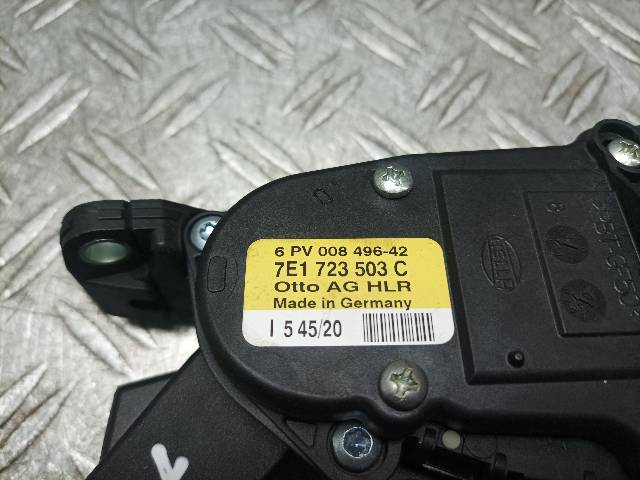 6 PV 008 496-42
7E1 723 503 C
Otto AG HLR
Made in Germany
I 5 45/20